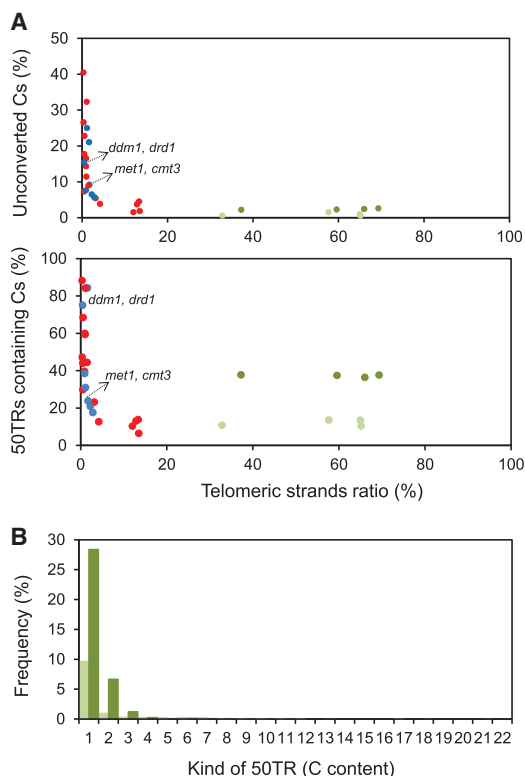 A
Unconverted Cs (%)
50
40
30
20
10
0
ddm1, drd1
met1, cmt3
0 20 40 60 80 100
50TRs containing Cs (%)
100
80
60
40
20
0
ddm1, drd1
met1, cmt3
0 20 40 60 80 100
Telomeric strands ratio (%)
B
Frequency (%)
30
25
20
15
10
5
0
1 2 3 4 5 6 7 8 9 10 11 12 13 14 15 16 17 18 19 20 21 22
Kind of 50TR (C content)